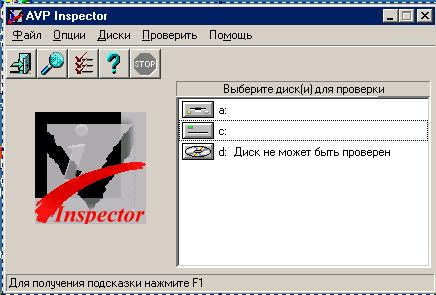 AVP Inspector
Файл Опции Диски Проверить Помощь
STOP
Выберите диск(и) для проверки
a:
c:
d: Диск не может быть проверен
Inspector
Для получения подсказки нажмите F1